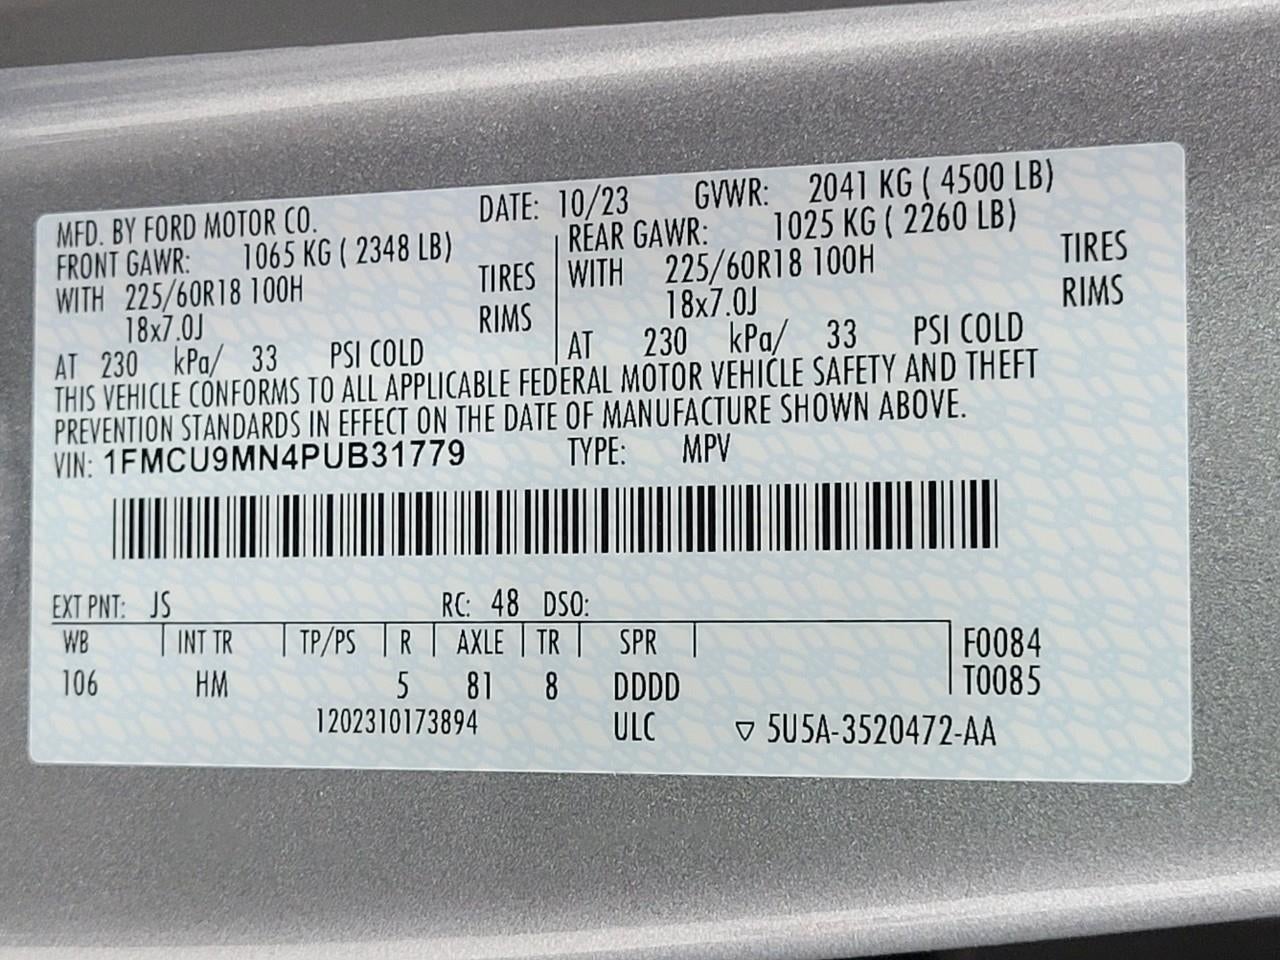 MFD. BY FORD MOTOR CO. DATE: 10/23 GVWR: 2041 KG ( 4500 LB)
FRONT GAWR: 1065 KG ( 2348 LB) REAR GAWR: 1025 KG ( 2260 LB)
WITH 225/60R18 100H TIRES WITH 225/60R18 100H TIRES
18x7.0J RIMS 18x7.0J RIMS
AT 230 kPa/ 33 PSI COLD AT 230 kPa/ 33 PSI COLD
THIS VEHICLE CONFORMS TO ALL APPLICABLE FEDERAL MOTOR VEHICLE SAFETY AND THEFT
PREVENTION STANDARDS IN EFFECT ON THE DATE OF MANUFACTURE SHOWN ABOVE.
VIN: 1FMCU9MN4PUB31779 TYPE: MPV
EXT PNT: JS RC: 48 DSO:
WB INT TR TP/PS R AXLE TR SPR F0084
106 HM 5 81 8 DDDD T0085
1202310173894 ULC ▽ 5U5A-3520472-AA